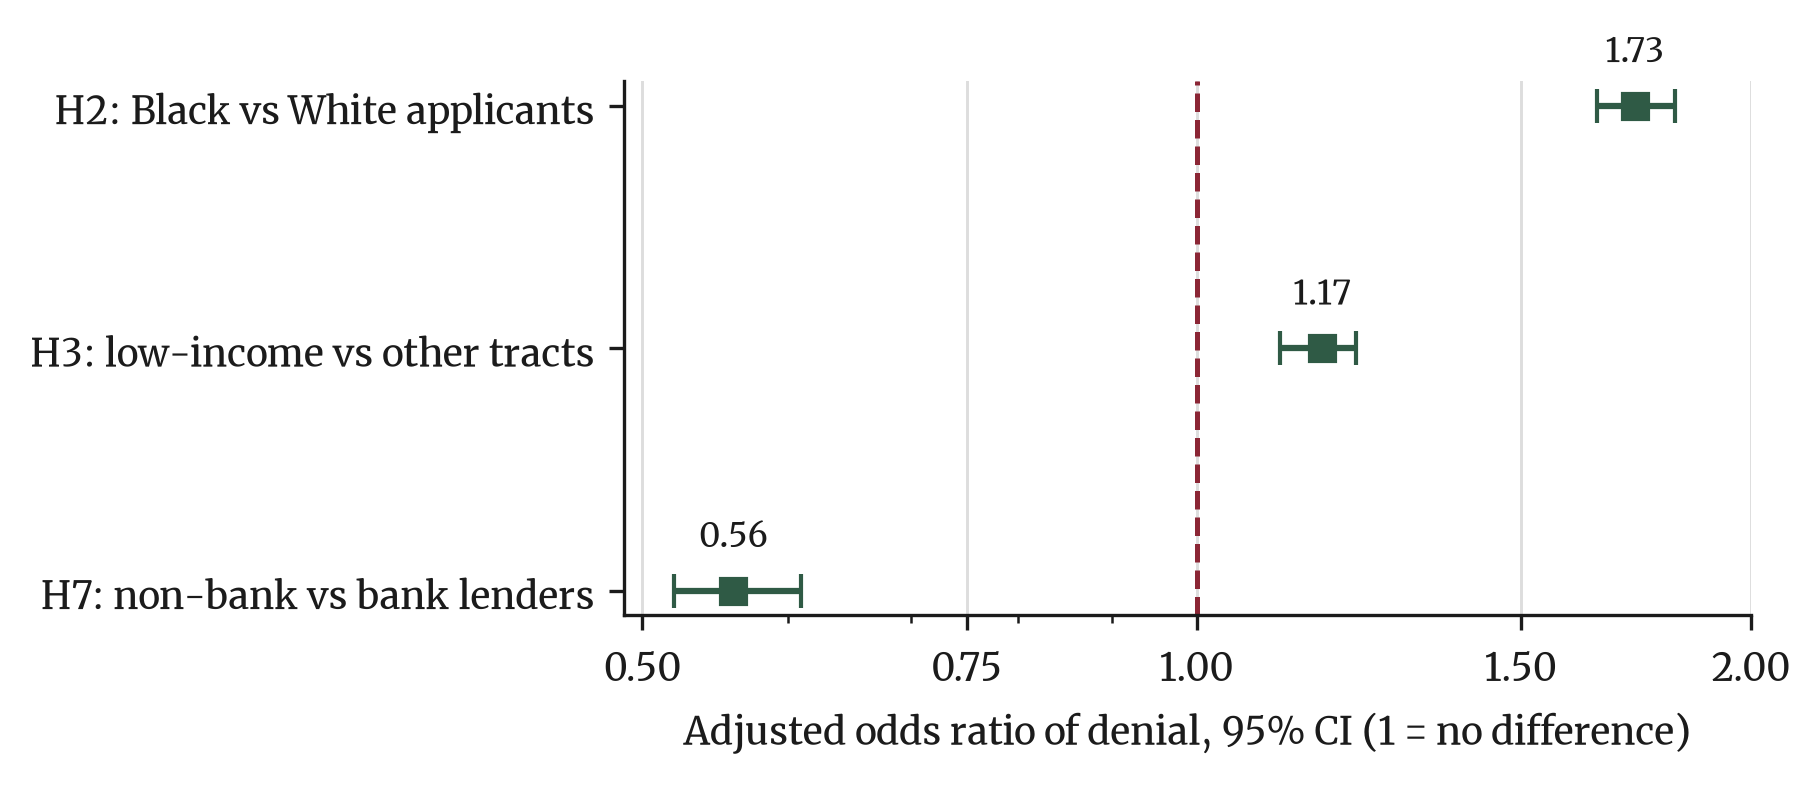 1.73
H2: Black vs White applicants
1.17
H3: low-income vs other tracts
0.56
H7: non-bank vs bank lenders
0.50 0.75 1.00 1.50 2.00
Adjusted odds ratio of denial, 95% CI (1 = no difference)